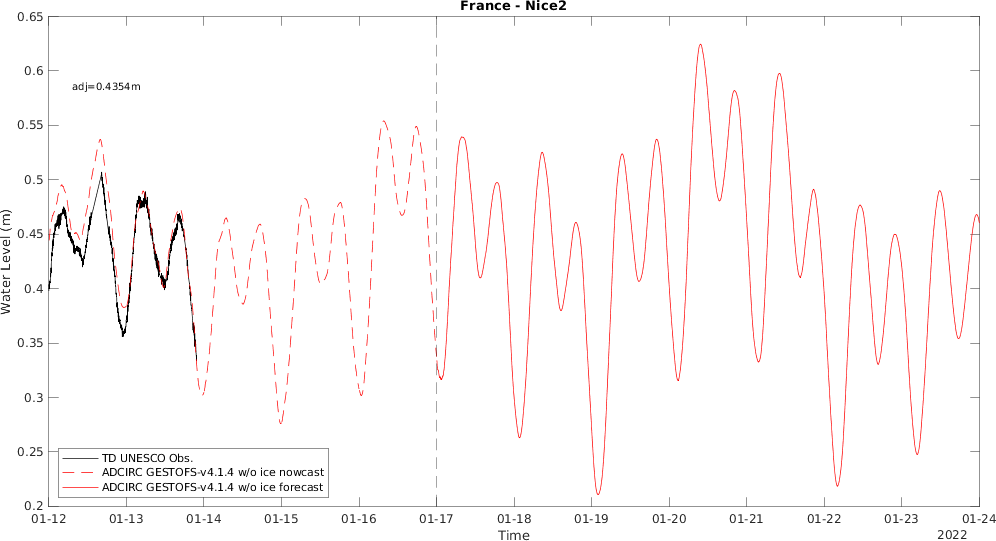 France - Nice2
0.65
0.6
0.55
0.5
0.45
0.4
0.35
0.3
0.25
0.2
Water Level (m)
adj=0.4354m
TD UNESCO Obs.
ADCIRC GESTOFS-v4.1.4 w/o ice nowcast
ADCIRC GESTOFS-v4.1.4 w/o ice forecast
01-12 01-13 01-14 01-15 01-16 01-17 01-18 01-19 01-20 01-21 01-22 01-23 01-24
Time
2022